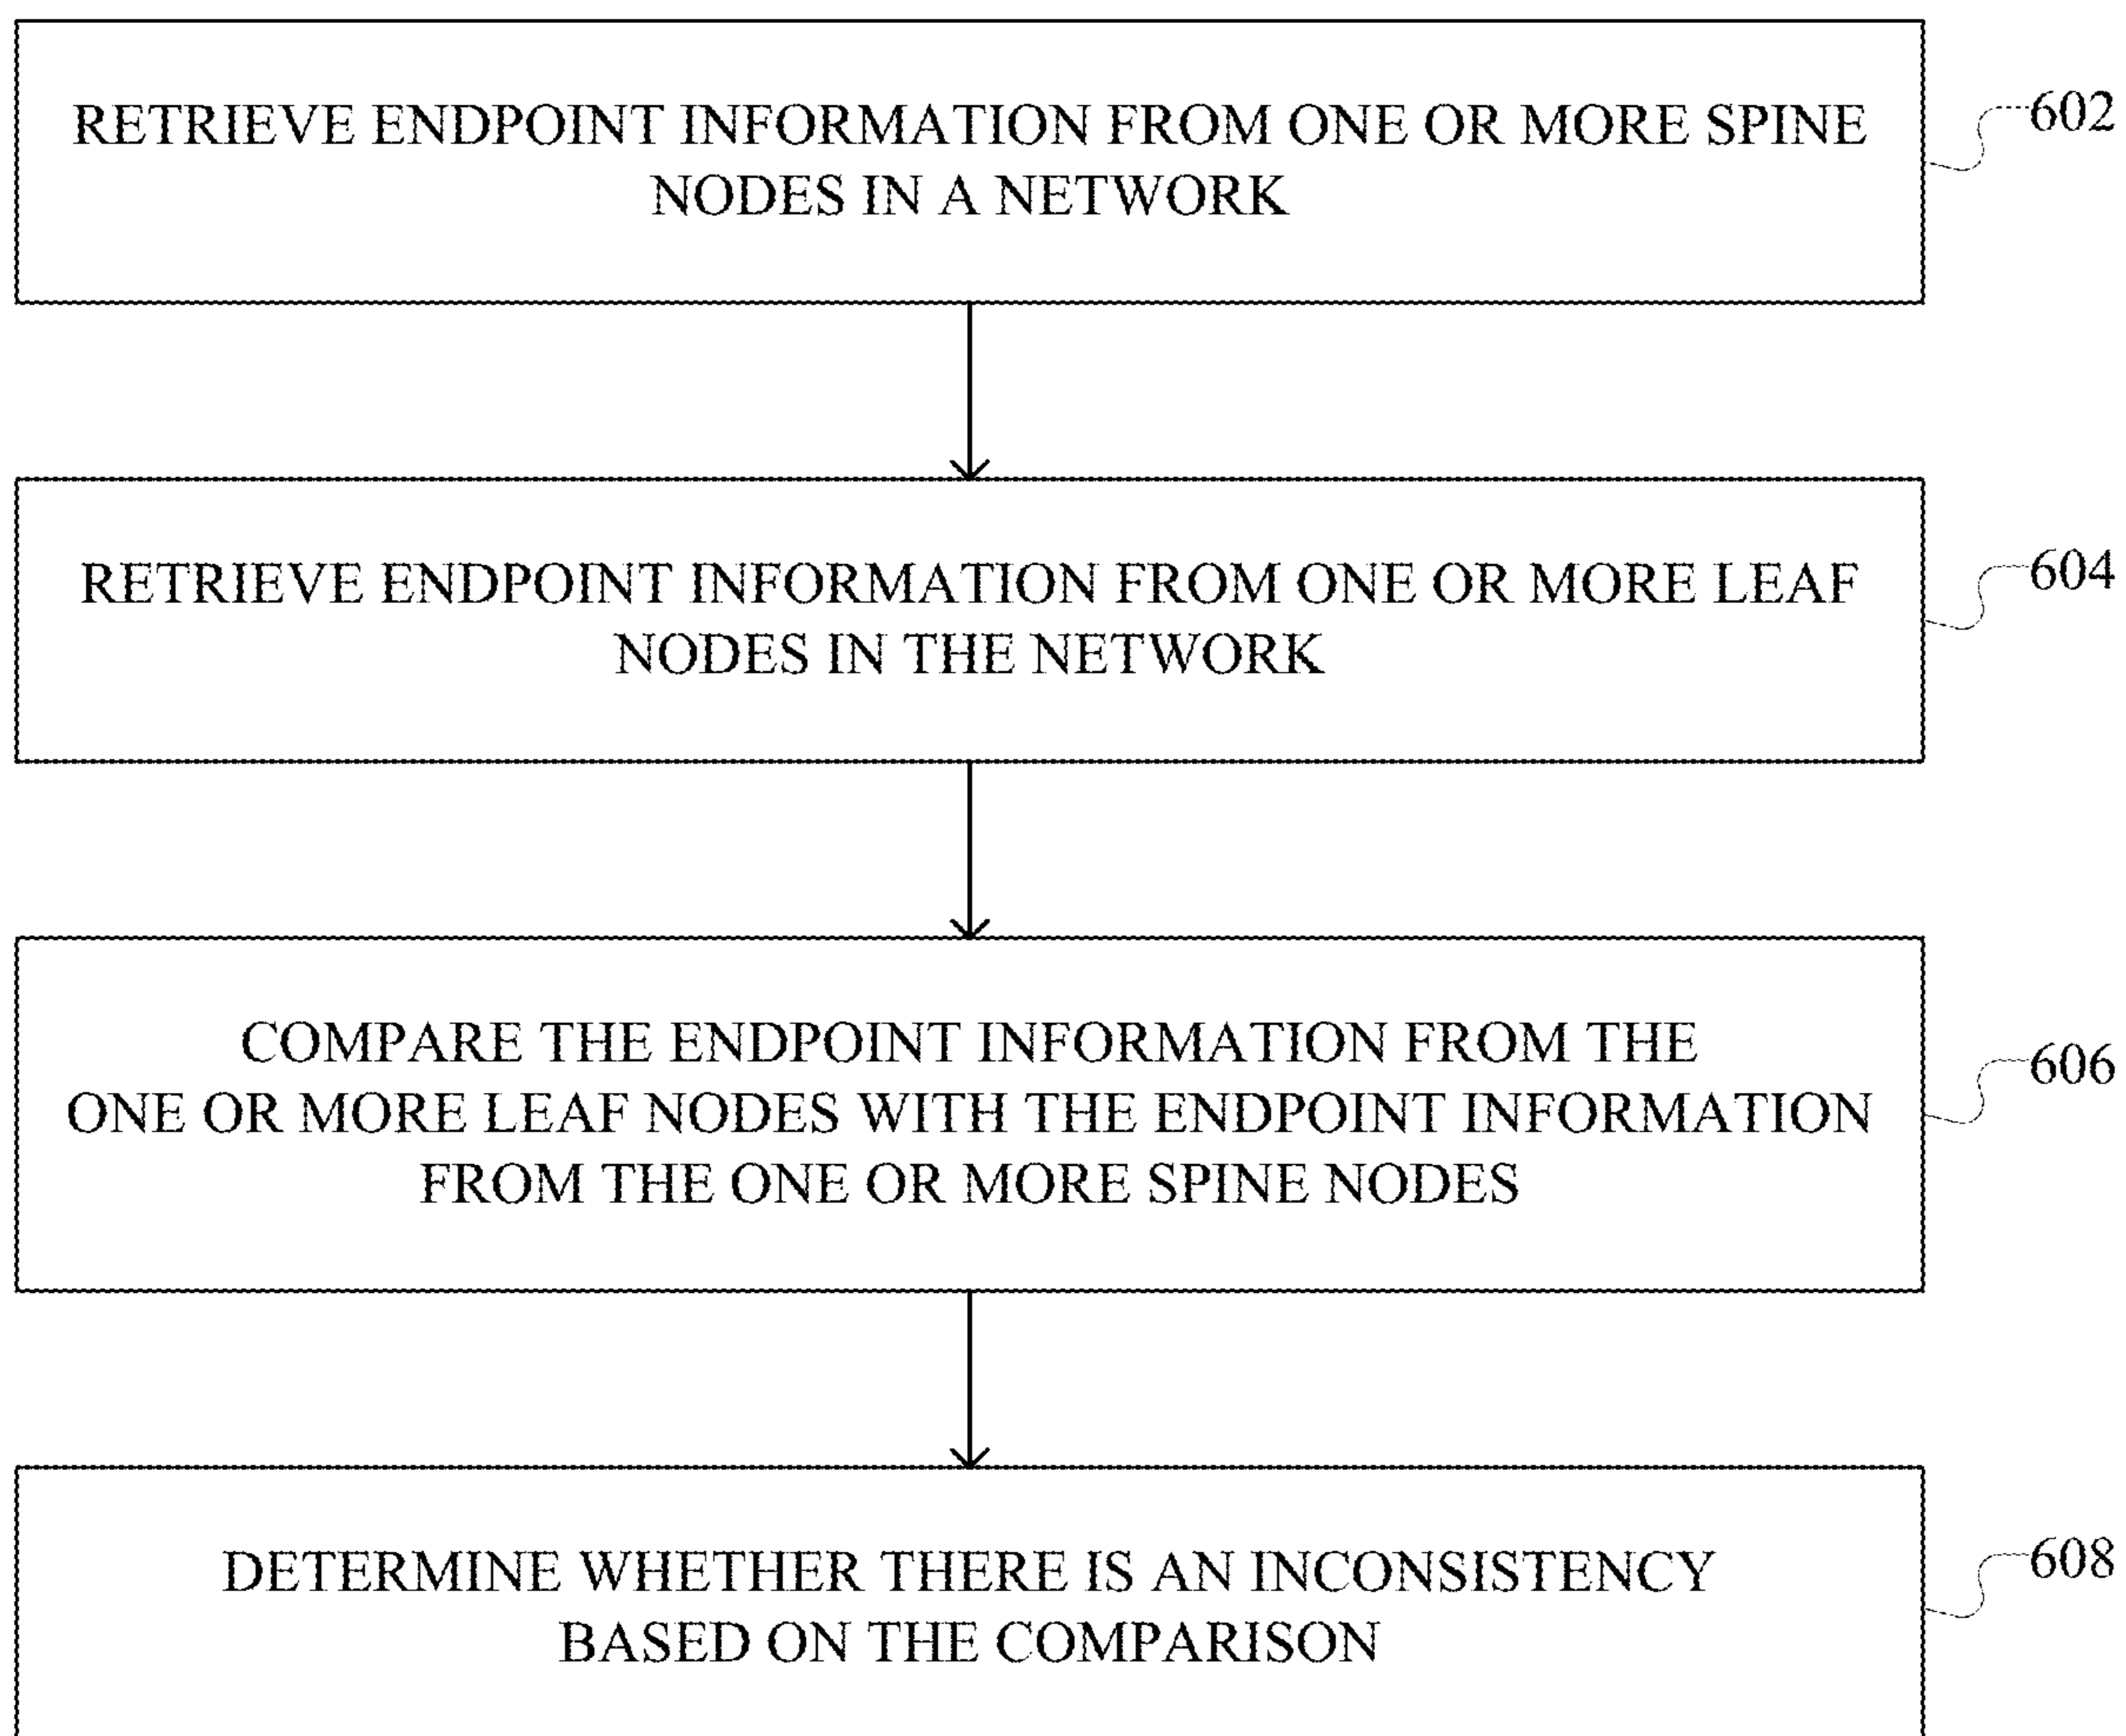 RETRIEVE ENDPOINT INFORMATION FROM ONE OR MORE SPINE
NODES IN A NETWORK
602
RETRIEVE ENDPOINT INFORMATION FROM ONE OR MORE LEAF
NODES IN THE NETWORK
604
COMPARE THE ENDPOINT INFORMATION FROM THE
ONE OR MORE LEAF NODES WITH THE ENDPOINT INFORMATION
FROM THE ONE OR MORE SPINE NODES
606
DETERMINE WHETHER THERE IS AN INCONSISTENCY
BASED ON THE COMPARISON
608